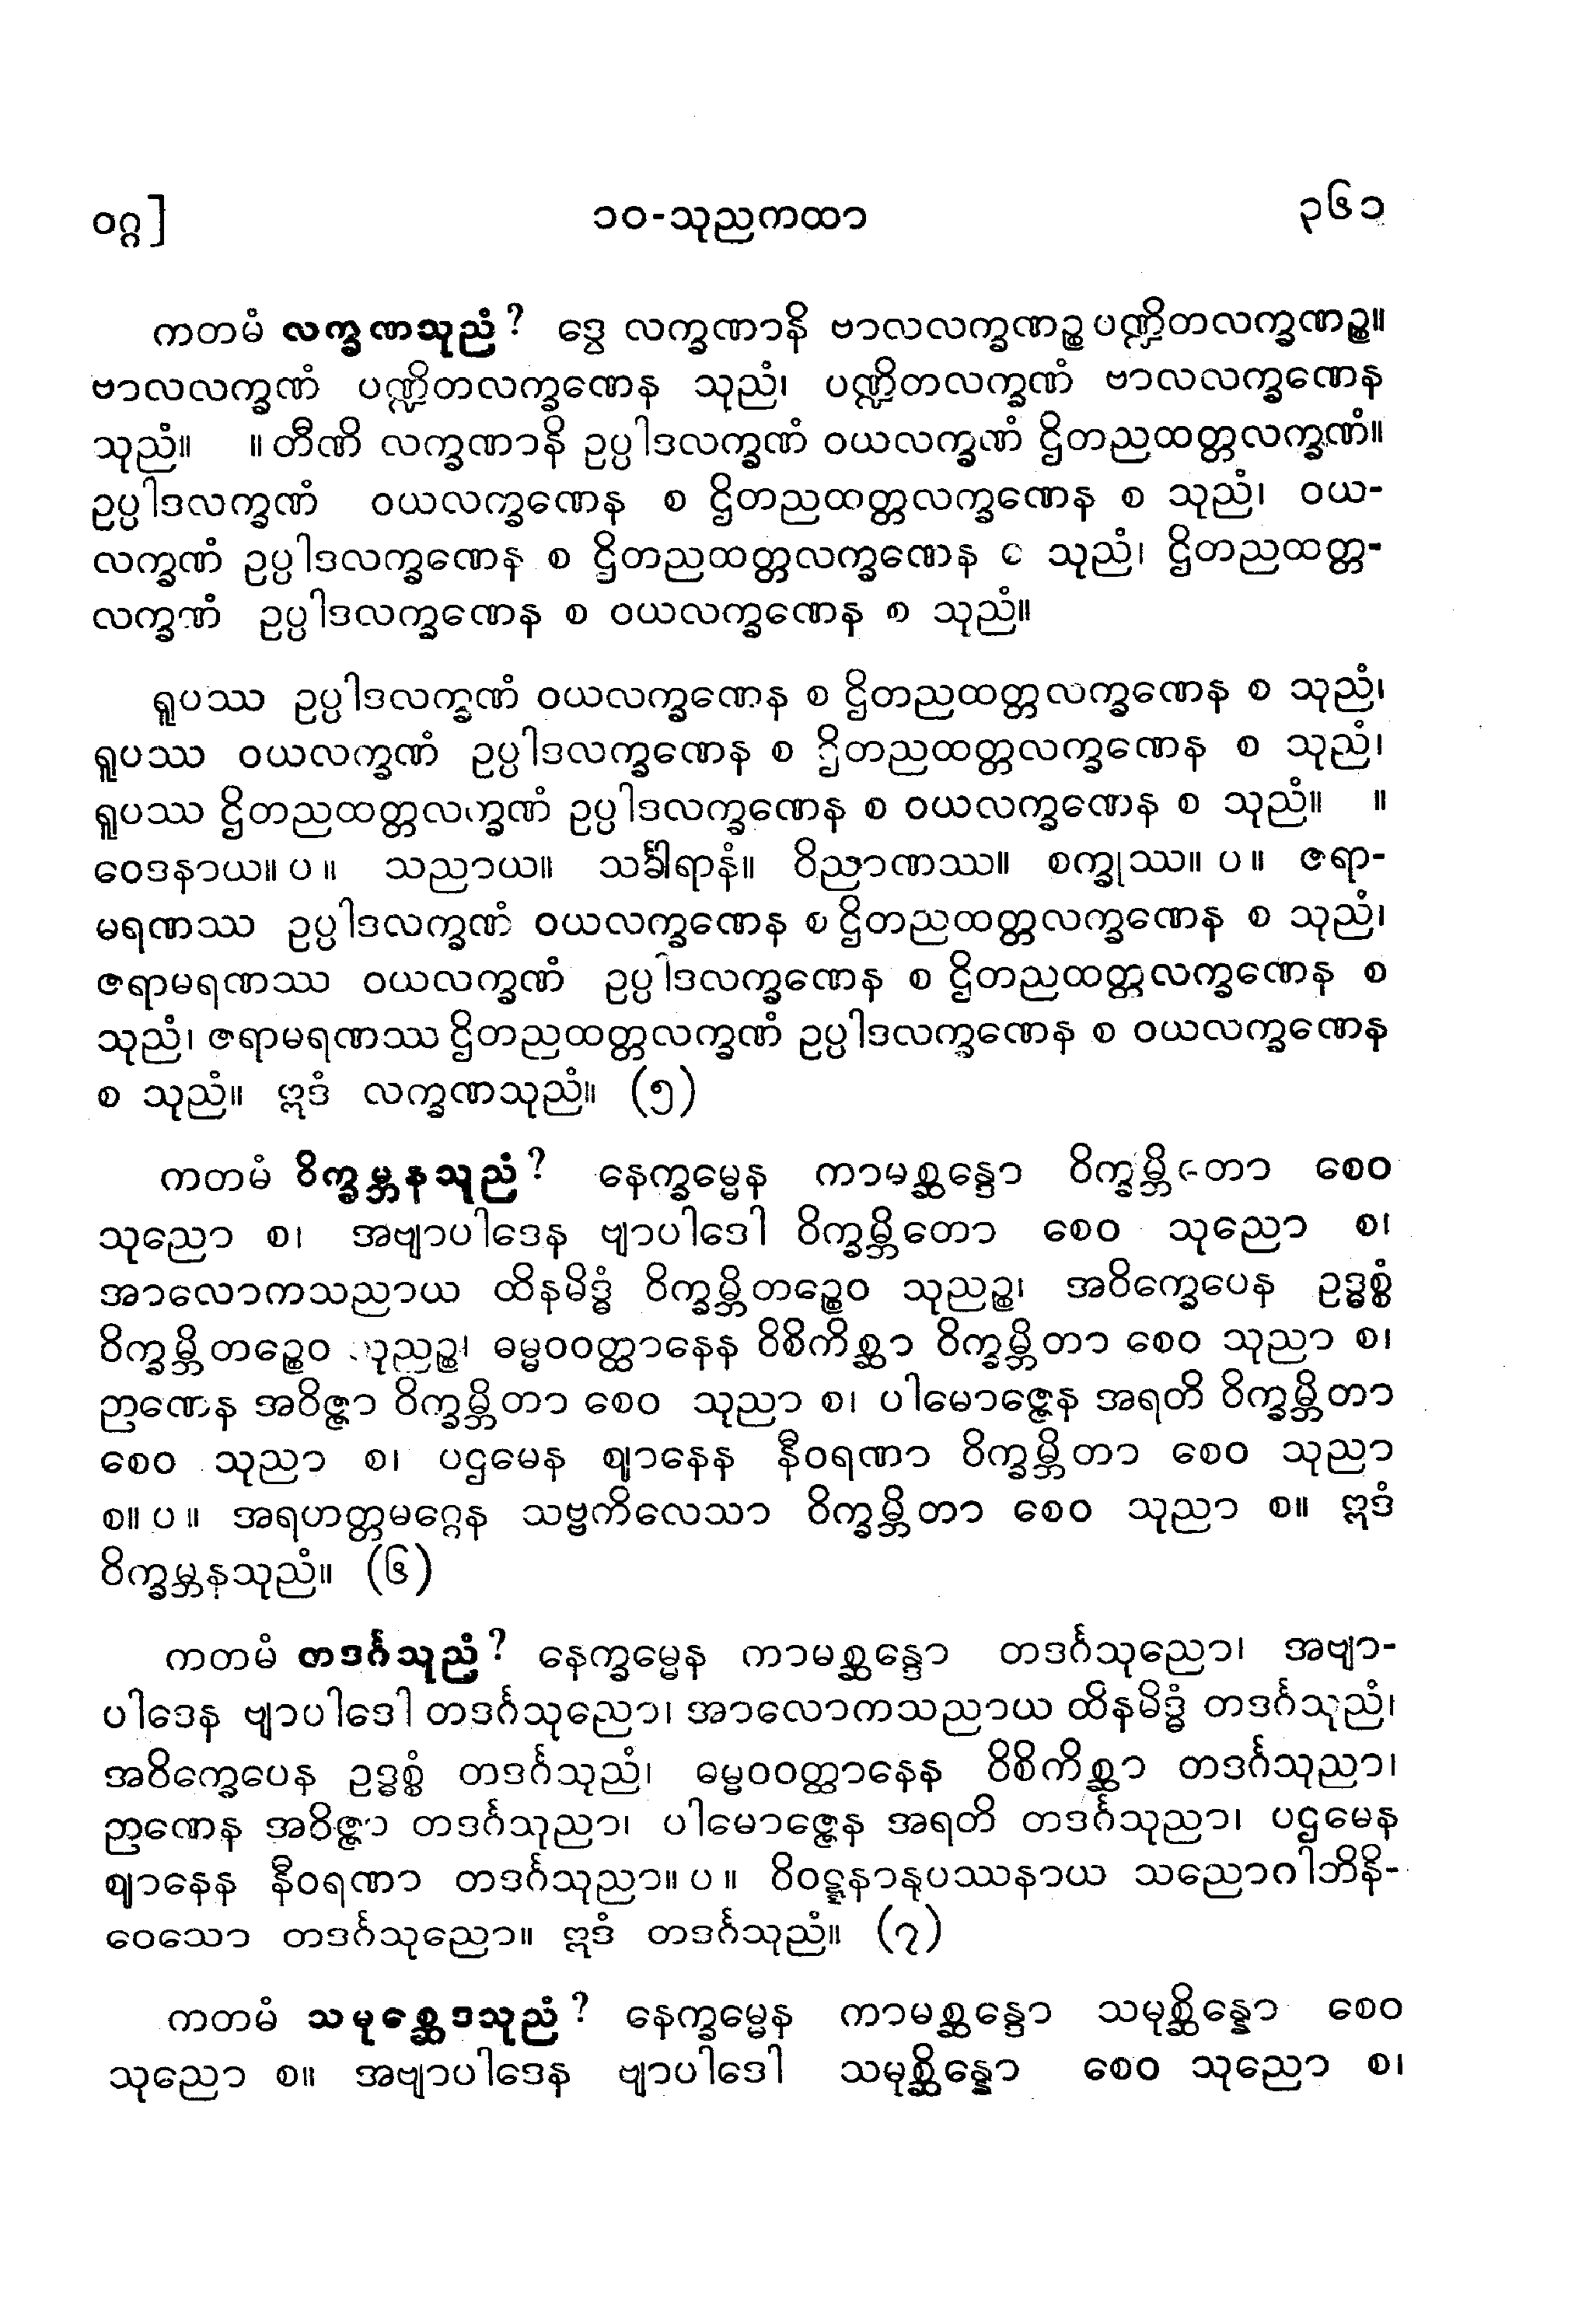 ဝဂ္ဂ] ၁၀-သုညကထာ ၃၆၁
ကတမံ လက္ခဏသုညံ? ဒွေ လက္ခဏာနိ ဗာလလက္ခဏဉ္စ ပဏ္ဍိတလက္ခဏဉ္စ။
ဗာလလက္ခဏံ ပဏ္ဍိတလက္ခဏေန သုညံ၊ ပဏ္ဍိတလက္ခဏံ ဗာလလက္ခဏေန
သုညံ။ ။ တီဏိ လက္ခဏာနိ ဥပ္ပါဒလက္ခဏံ ဝယလက္ခဏံ ဌိတညထတ္တလက္ခဏံ။
ဥပ္ပါဒလက္ခဏံ ဝယလက္ခဏေန စ ဌိတညထတ္တလက္ခဏေန စ သုညံ၊ ဝယ-
လက္ခဏံ ဥပ္ပါဒလက္ခဏေန စ ဌိတညထတ္တလက္ခဏေန စ သုညံ၊ ဌိတညထတ္တ-
လက္ခဏံ ဥပ္ပါဒလက္ခဏေန စ ဝယလက္ခဏေန စ သုညံ။
ရူပဿ ဥပ္ပါဒလက္ခဏံ ဝယလက္ခဏေန စ ဌိတညထတ္တလက္ခဏေန စ သုညံ၊
ရူပဿ ဝယလက္ခဏံ ဥပ္ပါဒလက္ခဏေန စ ဌိတညထတ္တလက္ခဏေန စ သုညံ၊
ရူပဿ ဌိတညထတ္တလက္ခဏံ ဥပ္ပါဒလက္ခဏေန စ ဝယလက္ခဏေန စ သုညံ။ ။
ဝေဒနာယ။ ပ ။ သညာယ။ သင်္ခါရာနံ။ ဝိညာဏဿ။ စက္ခုဿ။ ပ ။ ဇရာ-
မရဏဿ ဥပ္ပါဒလက္ခဏံ ဝယလက္ခဏေန စ ဌိတညထတ္တလက္ခဏေန စ သုညံ၊
ဇရာမရဏဿ ဝယလက္ခဏံ ဥပ္ပါဒလက္ခဏေန စ ဌိတညထတ္တလက္ခဏေန စ
သုညံ၊ ဇရာမရဏဿ ဌိတညထတ္တလက္ခဏံ ဥပ္ပါဒလက္ခဏေန စ ဝယလက္ခဏေန
စ သုညံ။ ဣဒံ လက္ခဏသုညံ။ (၅)
ကတမံ ဝိက္ခမ္ဘနသုညံ? နေက္ခမ္မေန ကာမစ္ဆန္ဒော ဝိက္ခမ္ဘိတော စေဝ
သုညော စ၊ အဗျာပါဒေန ဗျာပါဒေါ ဝိက္ခမ္ဘိတော စေဝ သုညော စ၊
အာလောကသညာယ ထိနမိဒ္ဓံ ဝိက္ခမ္ဘိတဉ္စေဝ သုညဉ္စ၊ အဝိက္ခေပေန ဥဒ္ဓစ္စံ
ဝိက္ခမ္ဘိတဉ္စေဝ သုညဉ္စ၊ ဓမ္မဝဝတ္ထာနေန ဝိစိကိစ္ဆာ ဝိက္ခမ္ဘိတာ စေဝ သုညာ စ၊
ဉာဏေန အဝိဇ္ဇာ ဝိက္ခမ္ဘိတာ စေဝ သုညာ စ၊ ပါမောဇ္ဇေန အရတိ ဝိက္ခမ္ဘိတာ
စေဝ သုညာ စ၊ ပဌမေန ဈာနေန နီဝရဏာ ဝိက္ခမ္ဘိတာ စေဝ သုညာ
စ။ ပ ။ အရဟတ္တမဂ္ဂေန သဗ္ဗကိလေသာ ဝိက္ခမ္ဘိတာ စေဝ သုညာ စ။ ဣဒံ
ဝိက္ခမ္ဘနသုညံ။ (၆)
ကတမံ တဒင်္ဂသုညံ? နေက္ခမ္မေန ကာမစ္ဆန္ဒော တဒင်္ဂသုညော၊ အဗျာ-
ပါဒေန ဗျာပါဒေါ တဒင်္ဂသုညော၊ အာလောကသညာယ ထိနမိဒ္ဓံ တဒင်္ဂသုညံ၊
အဝိက္ခေပေန ဥဒ္ဓစ္စံ တဒင်္ဂသုညံ၊ ဓမ္မဝဝတ္ထာနေန ဝိစိကိစ္ဆာ တဒင်္ဂသုညာ၊
ဉာဏေန အဝိဇ္ဇာ တဒင်္ဂသုညာ၊ ပါမောဇ္ဇေန အရတိ တဒင်္ဂသုညာ၊ ပဌမေန
ဈာနေန နီဝရဏာ တဒင်္ဂသုညာ။ ပ ။ ဝိဝဋ္ဋနာနုပဿနာယ သညောဂါဘိနိ-
ဝေသော တဒင်္ဂသုညော။ ဣဒံ တဒင်္ဂသုညံ။ (၇)
ကတမံ သမုစ္ဆေဒသုညံ? နေက္ခမ္မေန ကာမစ္ဆန္ဒော သမုစ္ဆိန္နော စေဝ
သုညော စ။ အဗျာပါဒေန ဗျာပါဒေါ သမုစ္ဆိန္နော စေဝ သုညော စ၊